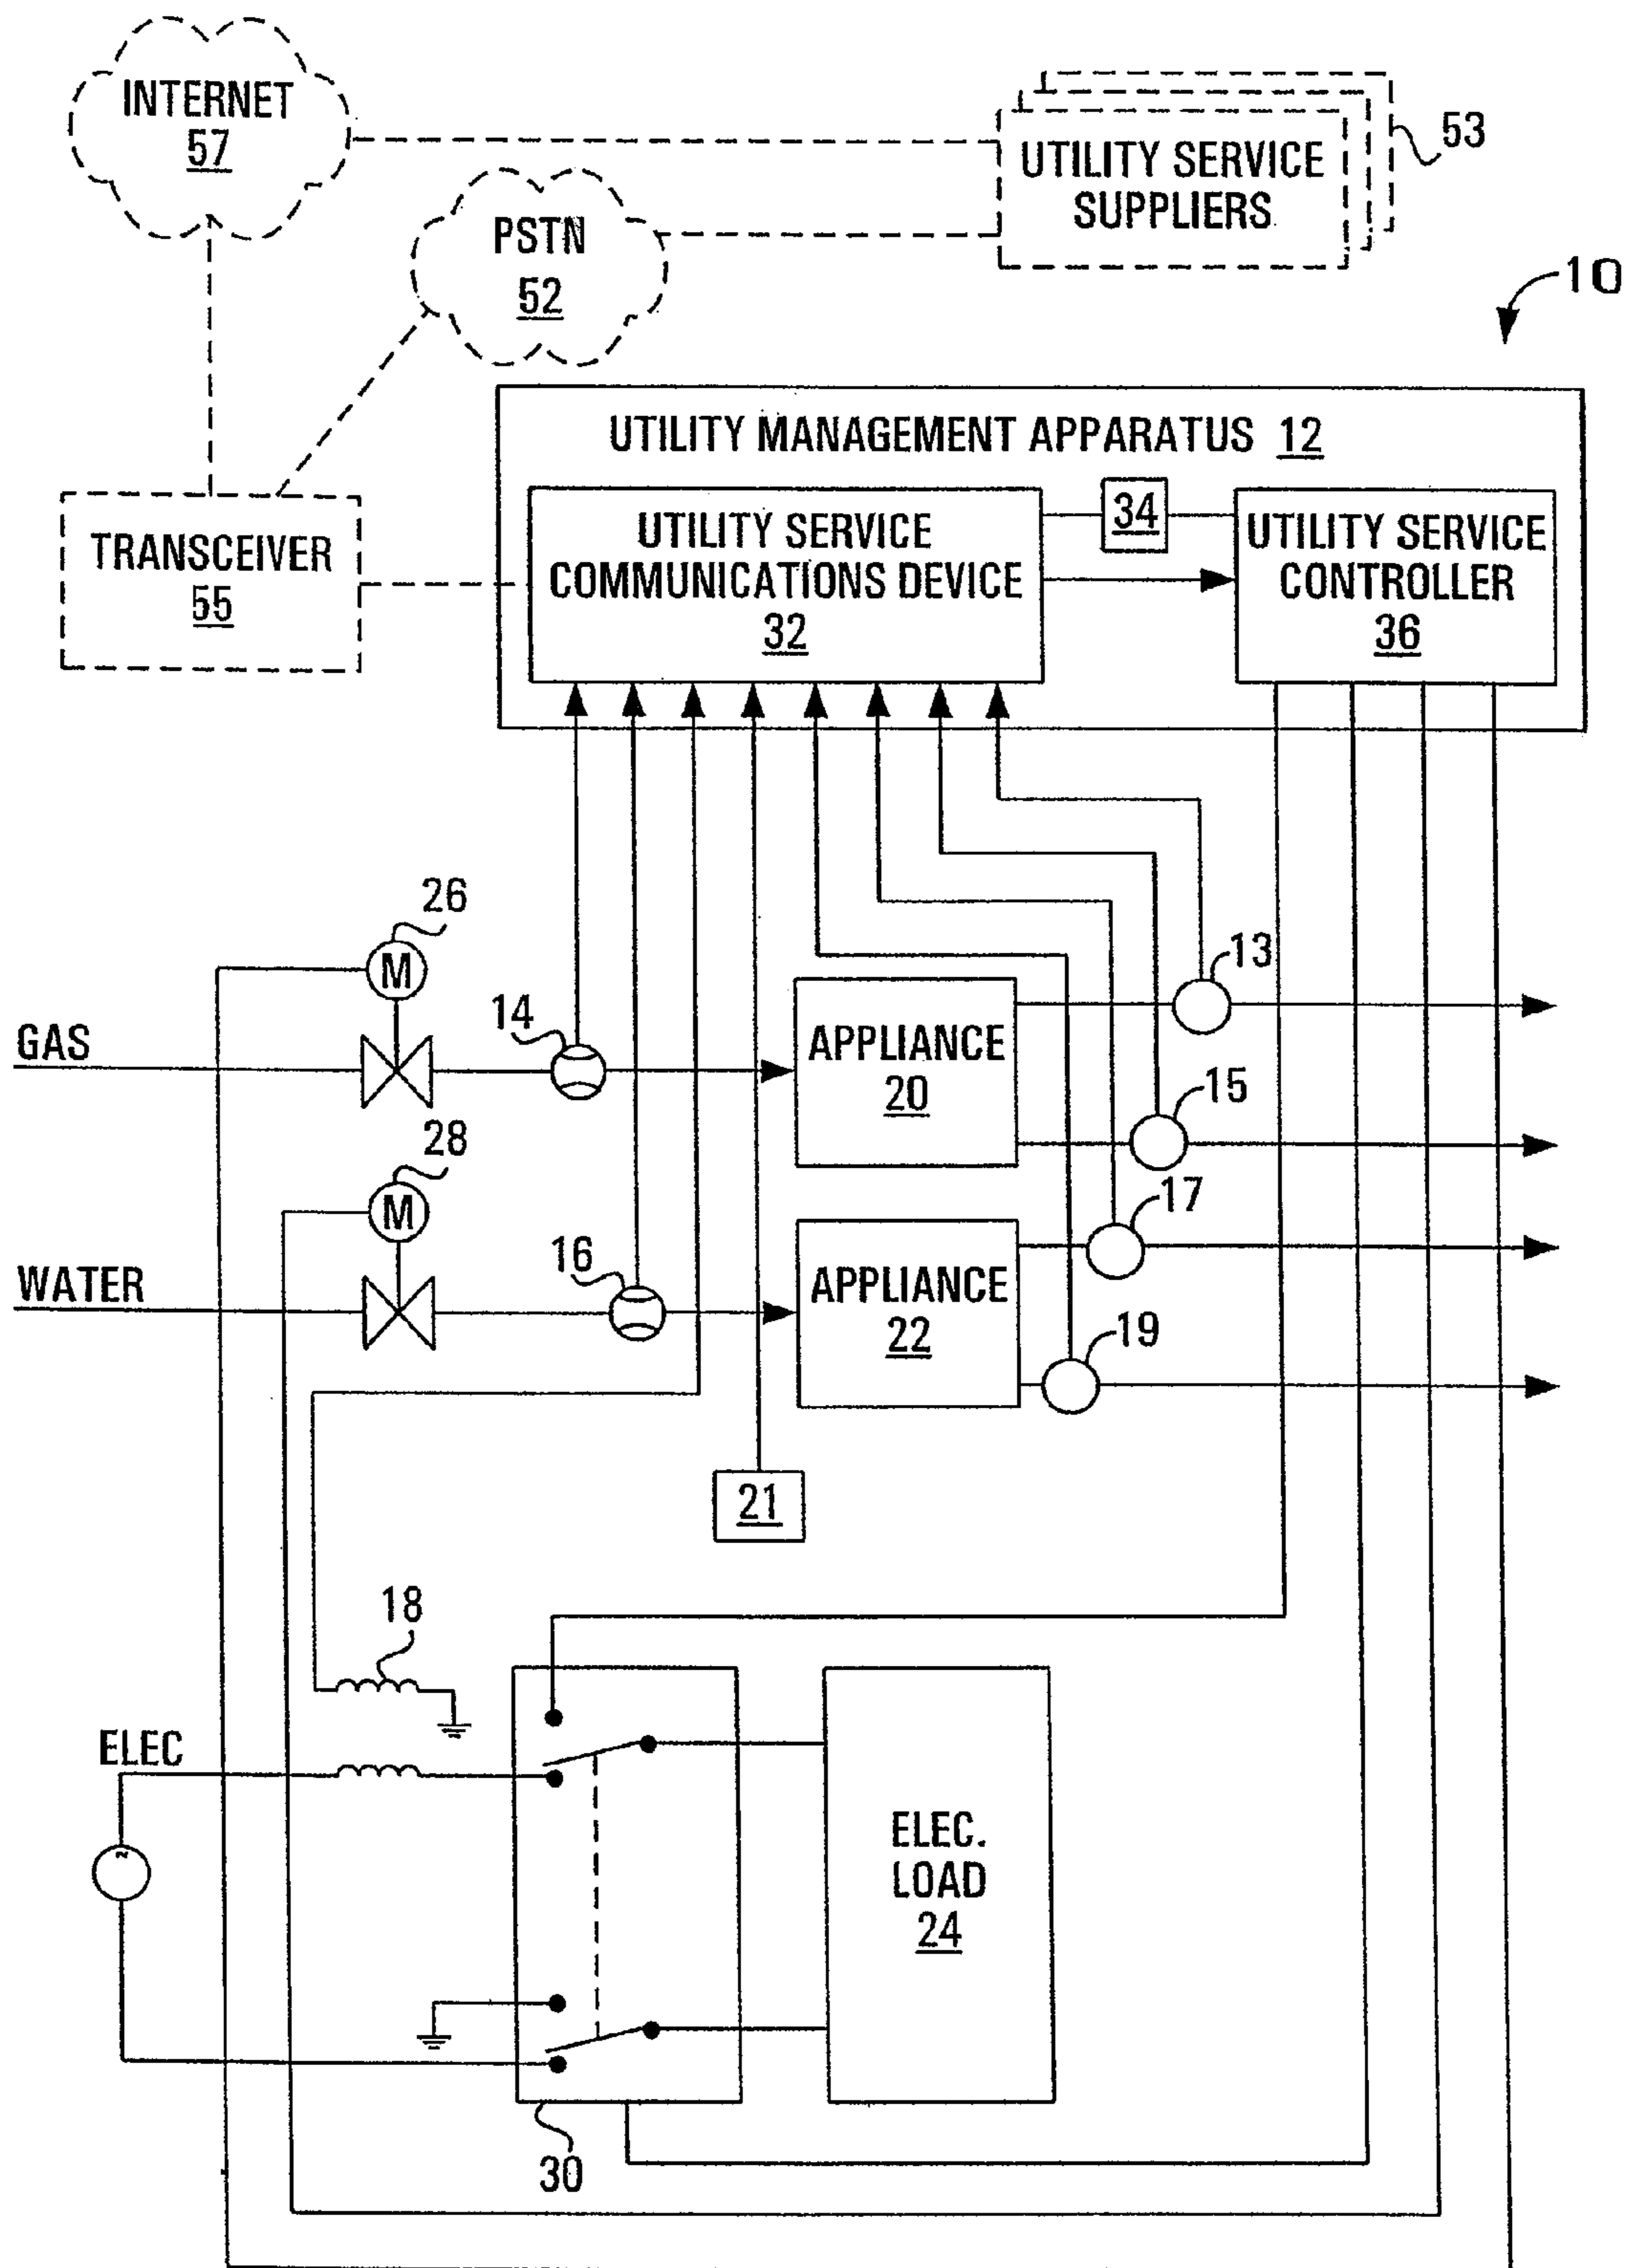 INTERNET
57
UTILITY SERVICE
SUPPLIERS
53
PSTN
52
10
UTILITY MANAGEMENT APPARATUS 12
TRANSCEIVER
55
UTILITY SERVICE
COMMUNICATIONS DEVICE
32
34
UTILITY SERVICE
CONTROLLER
36
26
M
GAS
14
APPLIANCE
20
13
15
28
M
WATER
16
APPLIANCE
22
17
19
21
18
ELEC
~
ELEC.
LOAD
24
30